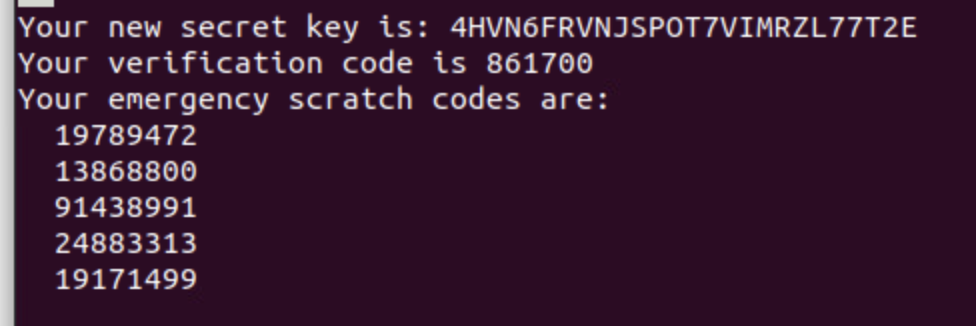 Your new secret key is: 4HVN6FRVNJSPOT7VIMRZL77T2E
Your verification code is 861700
Your emergency scratch codes are:
19789472
13868800
91438991
24883313
19171499